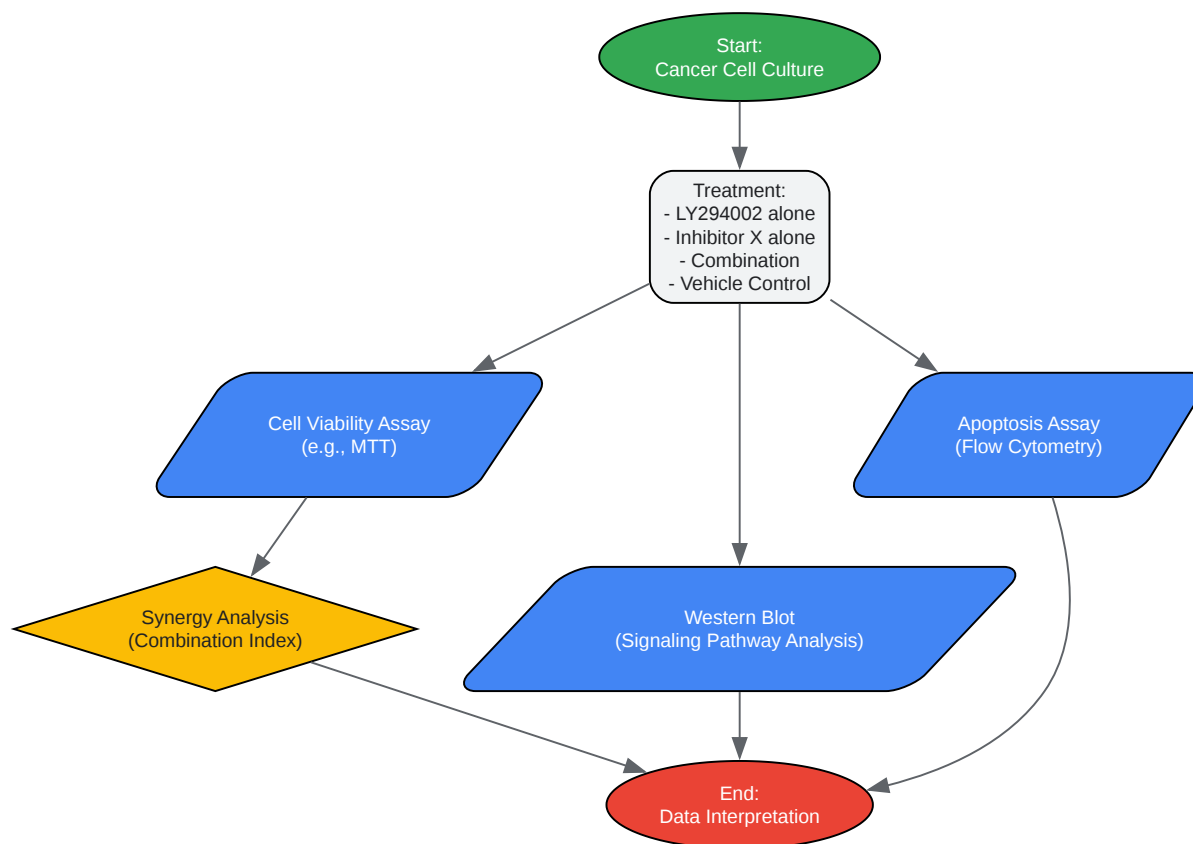 Start:
Cancer Cell Culture
Treatment:
- LY294002 alone
- Inhibitor X alone
- Combination
- Vehicle Control
Cell Viability Assay
(e.g., MTT)
Apoptosis Assay
(Flow Cytometry)
Synergy Analysis
(Combination Index)
Western Blot
(Signaling Pathway Analysis)
End:
Data Interpretation